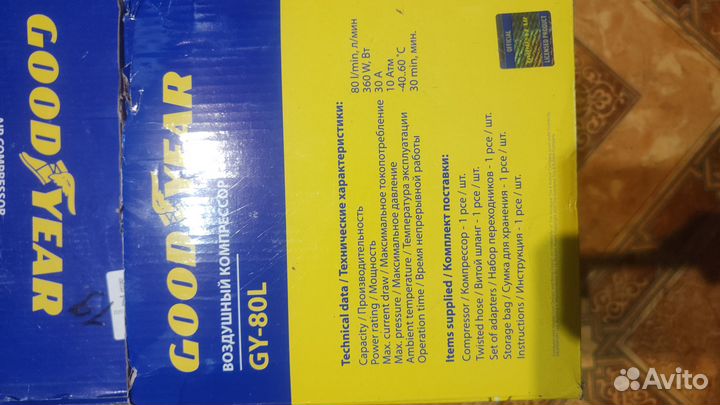 GOODYEAR
AIR COMPRESSOR
GOODYEAR
ВОЗДУШНЫЙ КОМПРЕССОР
GY-80L
Technical data / Технические характеристики:
Capacity / Производительность 80 l/min, л/мин
Power rating / Мощность 360 W, Вт
Max. current draw / Максимальное токопотребление 30 A
Max. pressure / Максимальное давление 10 Атм
Ambient temperature / Температура эксплуатации -40..60 °C
Operation time / Время непрерывной работы 30 min, мин.
Items supplied / Комплект поставки:
Compressor / Компрессор - 1 pce / шт.
Twisted hose / Витой шланг - 1 pce / шт.
Set of adapters / Набор переходников - 1 pce / шт.
Storage bag / Сумка для хранения - 1 pce / шт.
Instructions / Инструкция - 1 pce / шт.
OFFICIAL
LICENSED PRODUCT
Avito